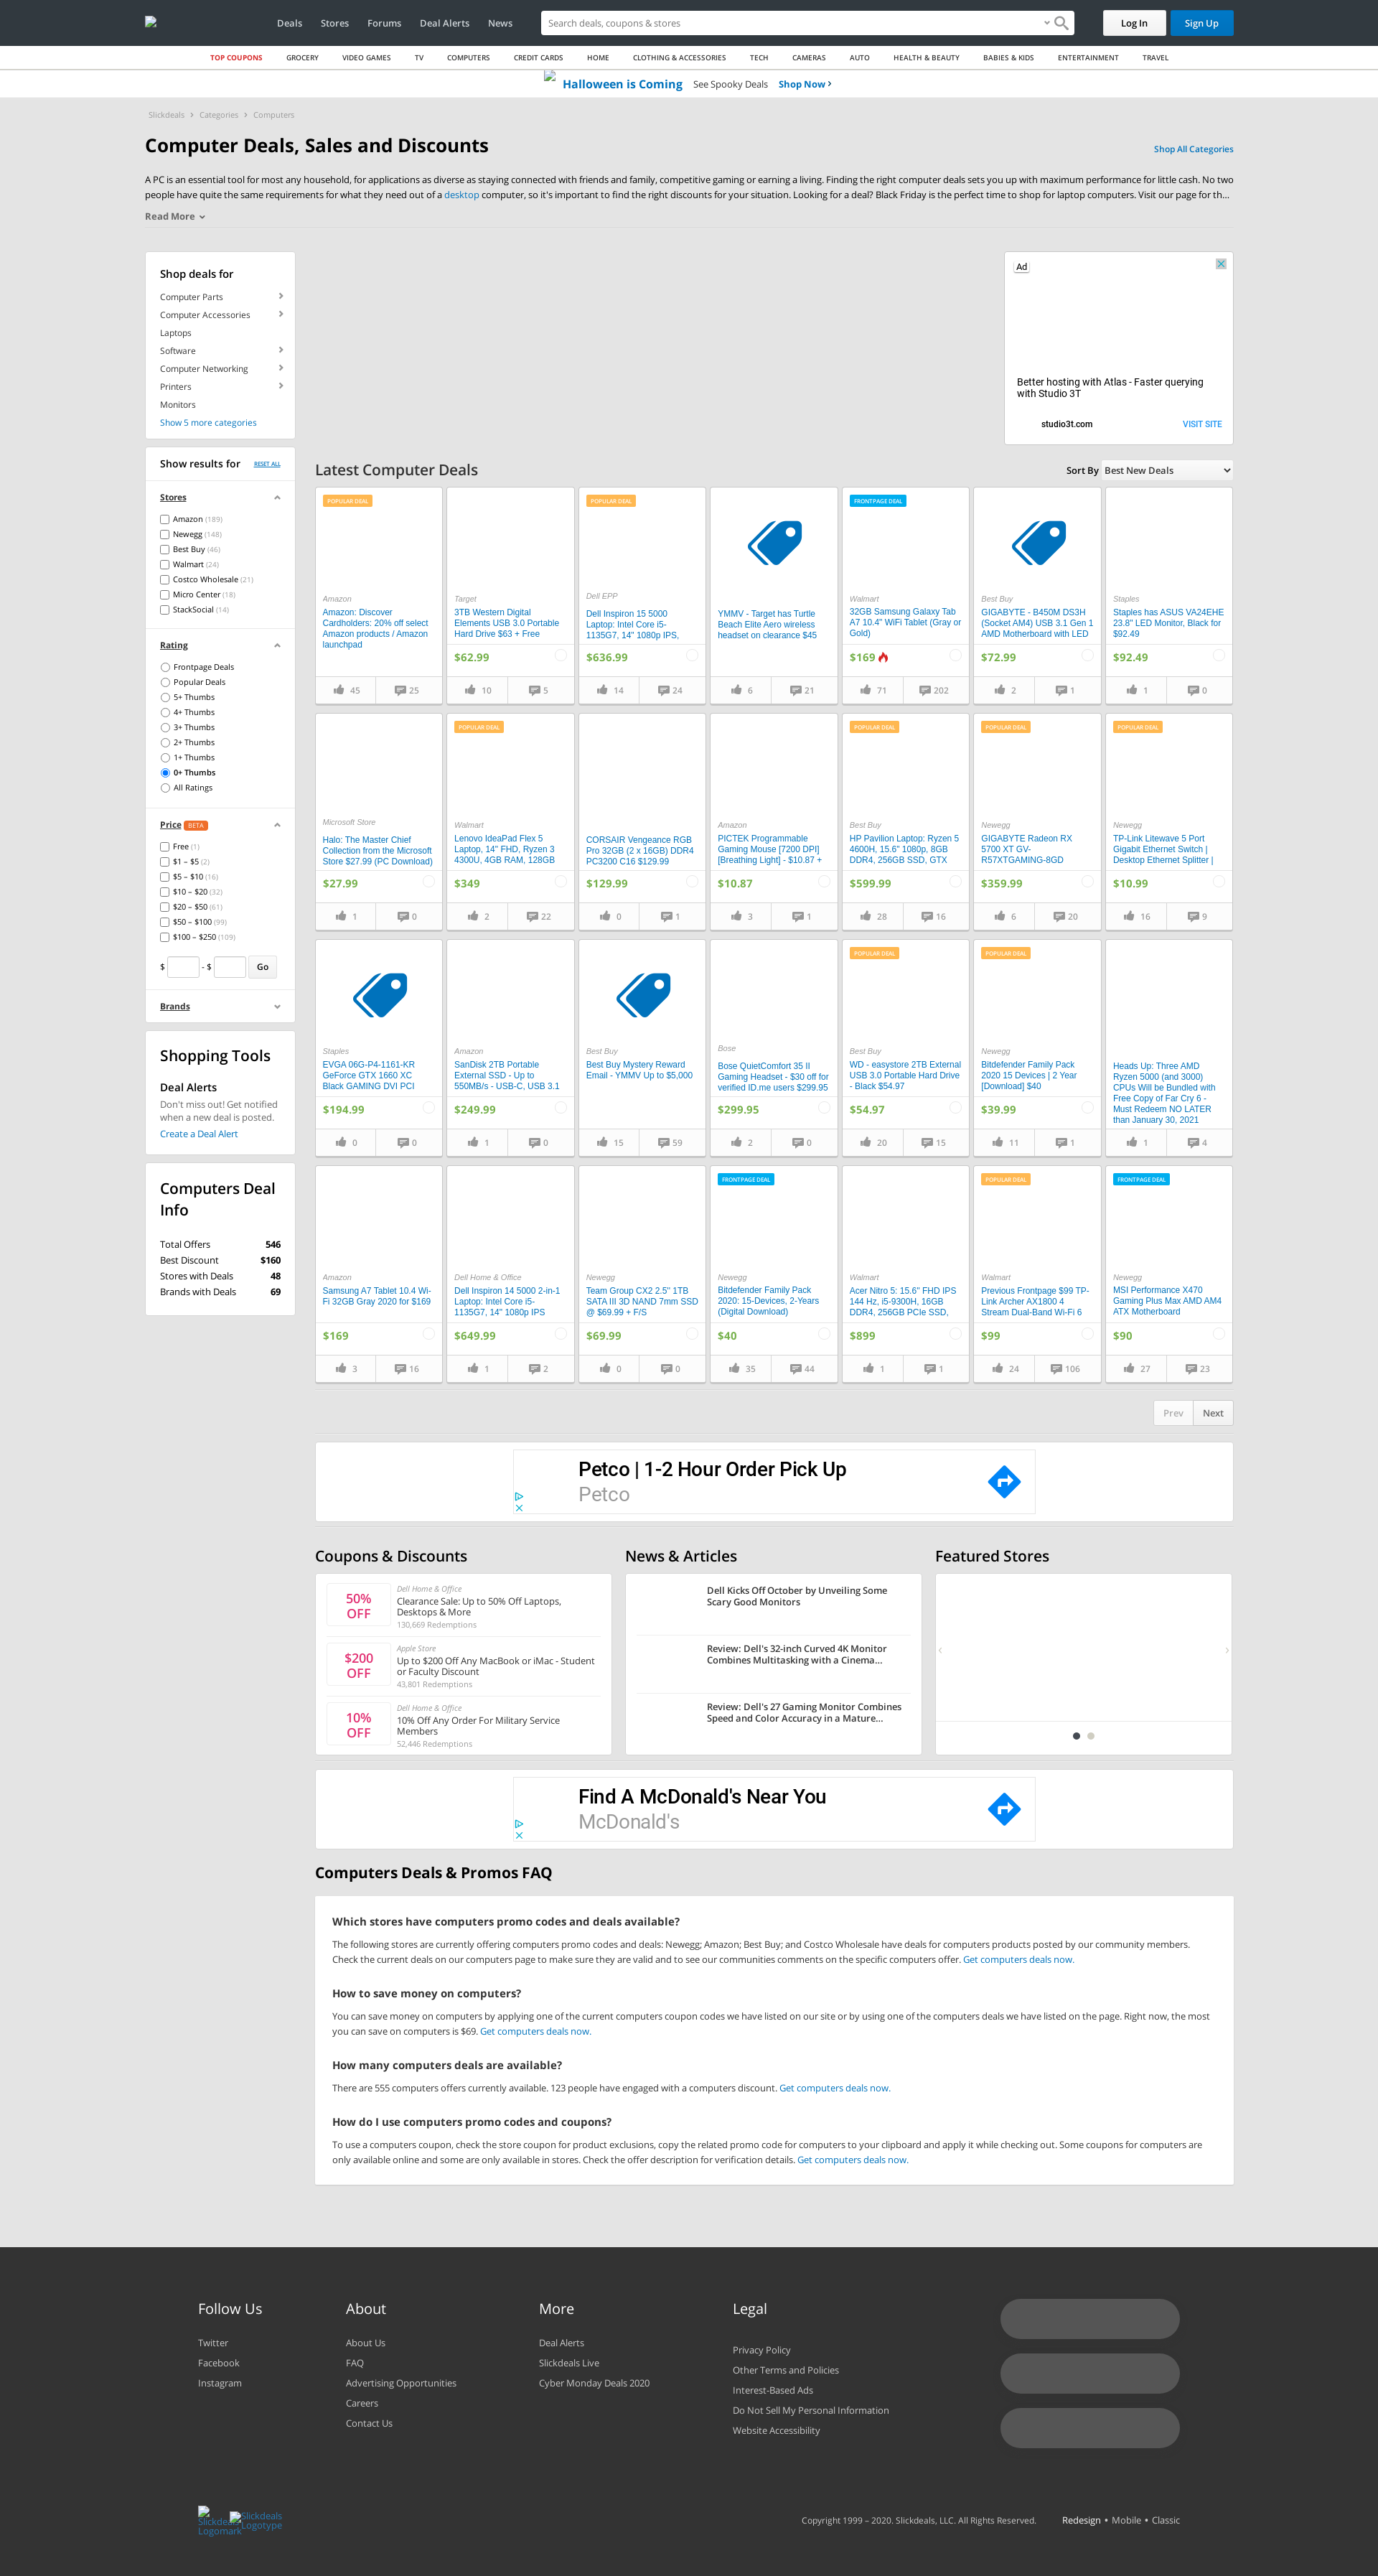 Deals Stores Forums Deal Alerts News
Search deals, coupons & stores
Log In Sign Up
TOP COUPONS GROCERY VIDEO GAMES TV COMPUTERS CREDIT CARDS HOME CLOTHING & ACCESSORIES TECH CAMERAS AUTO HEALTH & BEAUTY BABIES & KIDS ENTERTAINMENT TRAVEL
Halloween is Coming See Spooky Deals Shop Now
Slickdeals Categories Computers
Computer Deals, Sales and Discounts
Shop All Categories
A PC is an essential tool for most any household, for applications as diverse as staying connected with friends and family, competitive gaming or earning a living. Finding the right computer deals sets you up with maximum performance for little cash. No two
people have quite the same requirements for what they need out of a desktop computer, so it's important to find the right discounts for your situation. Looking for a deal? Black Friday is the perfect time to shop for laptop computers. Visit our page for th...
Read More
Shop deals for
Computer Parts
Computer Accessories
Laptops
Software
Computer Networking
Printers
Monitors
Show 5 more categories
Show results for RESET ALL
Stores
Amazon (189)
Newegg (148)
Best Buy (46)
Walmart (24)
Costco Wholesale (21)
Micro Center (18)
StackSocial (14)
Rating
Frontpage Deals
Popular Deals
5+ Thumbs
4+ Thumbs
3+ Thumbs
2+ Thumbs
1+ Thumbs
0+ Thumbs
All Ratings
Price BETA
Free (1)
$1 – $5 (2)
$5 – $10 (16)
$10 – $20 (32)
$20 – $50 (61)
$50 – $100 (99)
$100 – $250 (109)
$ - $ Go
Brands
Shopping Tools
Deal Alerts
Don't miss out! Get notified
when a new deal is posted.
Create a Deal Alert
Computers Deal
Info
Total Offers 546
Best Discount $160
Stores with Deals 48
Brands with Deals 69
Ad
Better hosting with Atlas - Faster querying
with Studio 3T
studio3t.com VISIT SITE
Latest Computer Deals
Sort By Best New Deals
POPULAR DEAL
Amazon
Amazon: Discover
Cardholders: 20% off select
Amazon products / Amazon
launchpad
45 25
Target
3TB Western Digital
Elements USB 3.0 Portable
Hard Drive $63 + Free
$62.99
10 5
POPULAR DEAL
Dell EPP
Dell Inspiron 15 5000
Laptop: Intel Core i5-
1135G7, 14" 1080p IPS,
$636.99
14 24
YMMV - Target has Turtle
Beach Elite Aero wireless
headset on clearance $45
6 21
FRONTPAGE DEAL
Walmart
32GB Samsung Galaxy Tab
A7 10.4" WiFi Tablet (Gray or
Gold)
$169
71 202
Best Buy
GIGABYTE - B450M DS3H
(Socket AM4) USB 3.1 Gen 1
AMD Motherboard with LED
$72.99
2 1
Staples
Staples has ASUS VA24EHE
23.8" LED Monitor, Black for
$92.49
$92.49
1 0
Microsoft Store
Halo: The Master Chief
Collection from the Microsoft
Store $27.99 (PC Download)
$27.99
1 0
POPULAR DEAL
Walmart
Lenovo IdeaPad Flex 5
Laptop, 14" FHD, Ryzen 3
4300U, 4GB RAM, 128GB
$349
2 22
CORSAIR Vengeance RGB
Pro 32GB (2 x 16GB) DDR4
PC3200 C16 $129.99
$129.99
0 1
Amazon
PICTEK Programmable
Gaming Mouse [7200 DPI]
[Breathing Light] - $10.87 +
$10.87
3 1
POPULAR DEAL
Best Buy
HP Pavilion Laptop: Ryzen 5
4600H, 15.6" 1080p, 8GB
DDR4, 256GB SSD, GTX
$599.99
28 16
POPULAR DEAL
Newegg
GIGABYTE Radeon RX
5700 XT GV-
R57XTGAMING-8GD
$359.99
6 20
POPULAR DEAL
Newegg
TP-Link Litewave 5 Port
Gigabit Ethernet Switch |
Desktop Ethernet Splitter |
$10.99
16 9
Staples
EVGA 06G-P4-1161-KR
GeForce GTX 1660 XC
Black GAMING DVI PCI
$194.99
0 0
Amazon
SanDisk 2TB Portable
External SSD - Up to
550MB/s - USB-C, USB 3.1
$249.99
1 0
Best Buy
Best Buy Mystery Reward
Email - YMMV Up to $5,000
15 59
Bose
Bose QuietComfort 35 II
Gaming Headset - $30 off for
verified ID.me users $299.95
$299.95
2 0
POPULAR DEAL
Best Buy
WD - easystore 2TB External
USB 3.0 Portable Hard Drive
- Black $54.97
$54.97
20 15
POPULAR DEAL
Newegg
Bitdefender Family Pack
2020 15 Devices | 2 Year
[Download] $40
$39.99
11 1
Heads Up: Three AMD
Ryzen 5000 (and 3000)
CPUs Will be Bundled with
Free Copy of Far Cry 6 -
Must Redeem NO LATER
than January 30, 2021
1 4
Amazon
Samsung A7 Tablet 10.4 Wi-
Fi 32GB Gray 2020 for $169
$169
3 16
Dell Home & Office
Dell Inspiron 14 5000 2-in-1
Laptop: Intel Core i5-
1135G7, 14" 1080p IPS
$649.99
1 2
Newegg
Team Group CX2 2.5" 1TB
SATA III 3D NAND 7mm SSD
@ $69.99 + F/S
$69.99
0 0
FRONTPAGE DEAL
Newegg
Bitdefender Family Pack
2020: 15-Devices, 2-Years
(Digital Download)
$40
35 44
Walmart
Acer Nitro 5: 15.6" FHD IPS
144 Hz, i5-9300H, 16GB
DDR4, 256GB PCIe SSD,
$899
1 1
POPULAR DEAL
Walmart
Previous Frontpage $99 TP-
Link Archer AX1800 4
Stream Dual-Band Wi-Fi 6
$99
24 106
FRONTPAGE DEAL
Newegg
MSI Performance X470
Gaming Plus Max AMD AM4
ATX Motherboard
$90
27 23
Prev Next
Petco | 1-2 Hour Order Pick Up
Petco
Coupons & Discounts
50%
OFF
Dell Home & Office
Clearance Sale: Up to 50% Off Laptops,
Desktops & More
130,669 Redemptions
$200
OFF
Apple Store
Up to $200 Off Any MacBook or iMac - Student
or Faculty Discount
43,801 Redemptions
10%
OFF
Dell Home & Office
10% Off Any Order For Military Service
Members
52,446 Redemptions
News & Articles
Dell Kicks Off October by Unveiling Some
Scary Good Monitors
Review: Dell's 32-inch Curved 4K Monitor
Combines Multitasking with a Cinema...
Review: Dell's 27 Gaming Monitor Combines
Speed and Color Accuracy in a Mature...
Featured Stores
Find A McDonald's Near You
McDonald's
Computers Deals & Promos FAQ
Which stores have computers promo codes and deals available?
The following stores are currently offering computers promo codes and deals: Newegg; Amazon; Best Buy; and Costco Wholesale have deals for computers products posted by our community members.
Check the current deals on our computers page to make sure they are valid and to see our communities comments on the specific computers offer. Get computers deals now.
How to save money on computers?
You can save money on computers by applying one of the current computers coupon codes we have listed on our site or by using one of the computers deals we have listed on the page. Right now, the most
you can save on computers is $69. Get computers deals now.
How many computers deals are available?
There are 555 computers offers currently available. 123 people have engaged with a computers discount. Get computers deals now.
How do I use computers promo codes and coupons?
To use a computers coupon, check the store coupon for product exclusions, copy the related promo code for computers to your clipboard and apply it while checking out. Some coupons for computers are
only available online and some are only available in stores. Check the offer description for verification details. Get computers deals now.
Follow Us
Twitter
Facebook
Instagram
About
About Us
FAQ
Advertising Opportunities
Careers
Contact Us
More
Deal Alerts
Slickdeals Live
Cyber Monday Deals 2020
Legal
Privacy Policy
Other Terms and Policies
Interest-Based Ads
Do Not Sell My Personal Information
Website Accessibility
Slickdeals
Logomark
Slickdeals
Logotype
Copyright 1999 – 2020. Slickdeals, LLC. All Rights Reserved. Redesign • Mobile • Classic